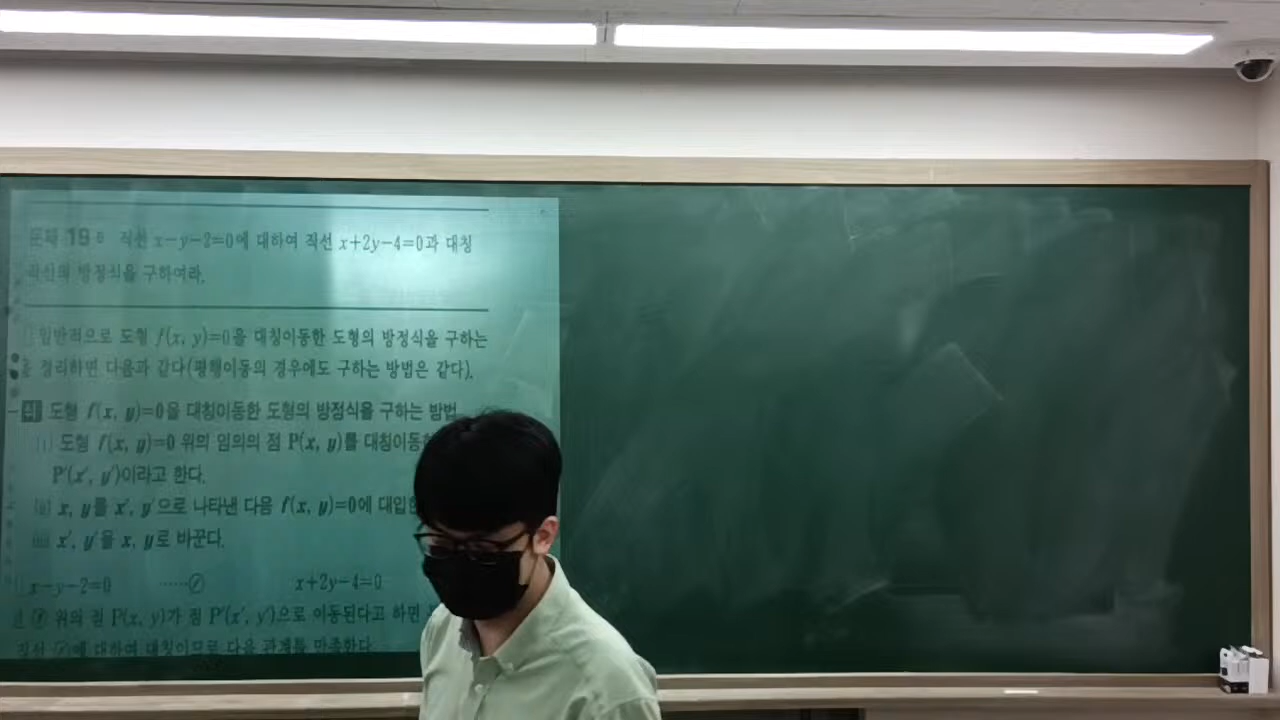 19 직선 x-y-2=0에 대하여 직선 x+2y-4=0과 대칭
직선의 방정식을 구하여라.
일반적으로 도형 f(x, y)=0을 대칭이동한 도형의 방정식을 구하는
을 정리하면 다음과 같다(평행이동의 경우에도 구하는 방법은 같다).
도형 f(x, y)=0을 대칭이동한 도형의 방정식을 구하는 방법
(i) 도형 f(x, y)=0 위의 임의의 점 P(x, y)를 대칭이동한
P′(x′, y′)이라고 한다.
(ii) x, y를 x′, y′으로 나타낸 다음 f(x, y)=0에 대입
(iii) x′, y′을 x, y로 바꾼다.
x-y-2=0 ……② x+2y-4=0
위의 점 P(x, y)가 점 P′(x′, y′)으로 이동된다고 하면
직선 ②에 대하여 대칭이므로 다음 관계를 만족한다.